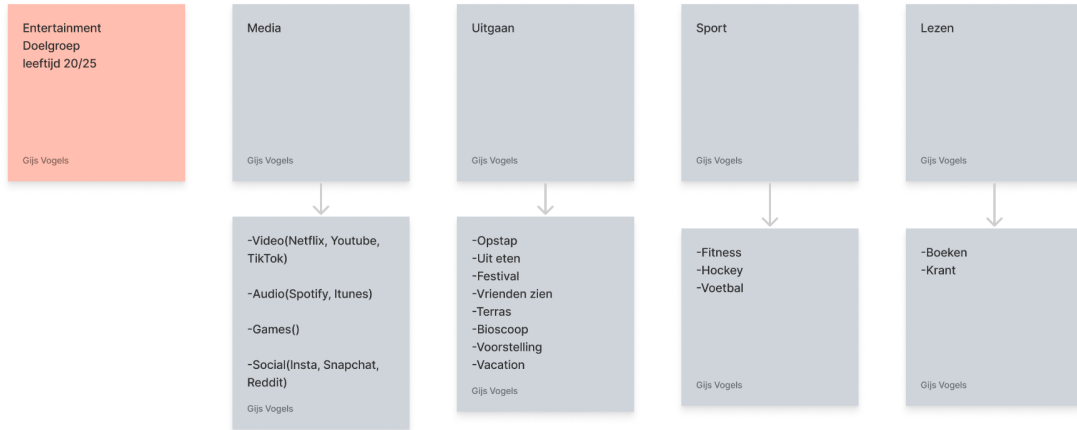 Entertainment
Doelgroep
leeftijd 20/25
Gijs Vogels
Media
Gijs Vogels
Uitgaan
Gijs Vogels
Sport
Gijs Vogels
Lezen
Gijs Vogels
-Video(Netflix, Youtube,
TikTok)
-Audio(Spotify, Itunes)
-Games()
-Social(Insta, Snapchat,
Reddit)
Gijs Vogels
-Opstap
-Uit eten
-Festival
-Vrienden zien
-Terras
-Bioscoop
-Voorstelling
-Vacation
Gijs Vogels
-Fitness
-Hockey
-Voetbal
Gijs Vogels
-Boeken
-Krant
Gijs Vogels